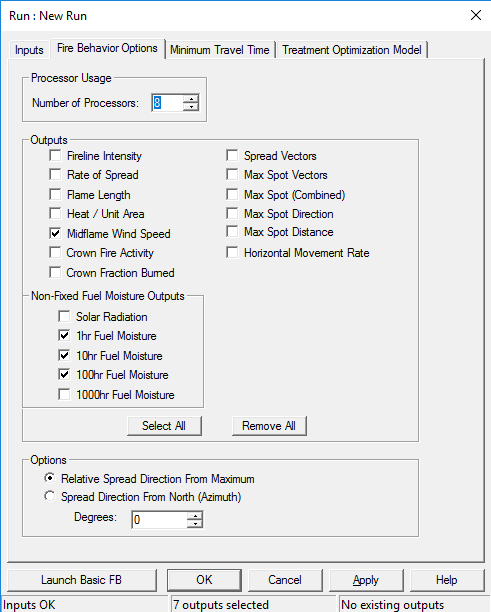 Run : New Run
Inputs
Fire Behavior Options
Minimum Travel Time
Treatment Optimization Model
Processor Usage
Number of Processors: 8
Outputs
Fireline Intensity
Rate of Spread
Flame Length
Heat / Unit Area
Midflame Wind Speed
Crown Fire Activity
Crown Fraction Burned
Spread Vectors
Max Spot Vectors
Max Spot (Combined)
Max Spot Direction
Max Spot Distance
Horizontal Movement Rate
Non-Fixed Fuel Moisture Outputs
Solar Radiation
1hr Fuel Moisture
10hr Fuel Moisture
100hr Fuel Moisture
1000hr Fuel Moisture
Select All
Remove All
Options
Relative Spread Direction From Maximum
Spread Direction From North (Azimuth)
Degrees: 0
Launch Basic FB
OK
Cancel
Apply
Help
Inputs OK
7 outputs selected
No existing outputs